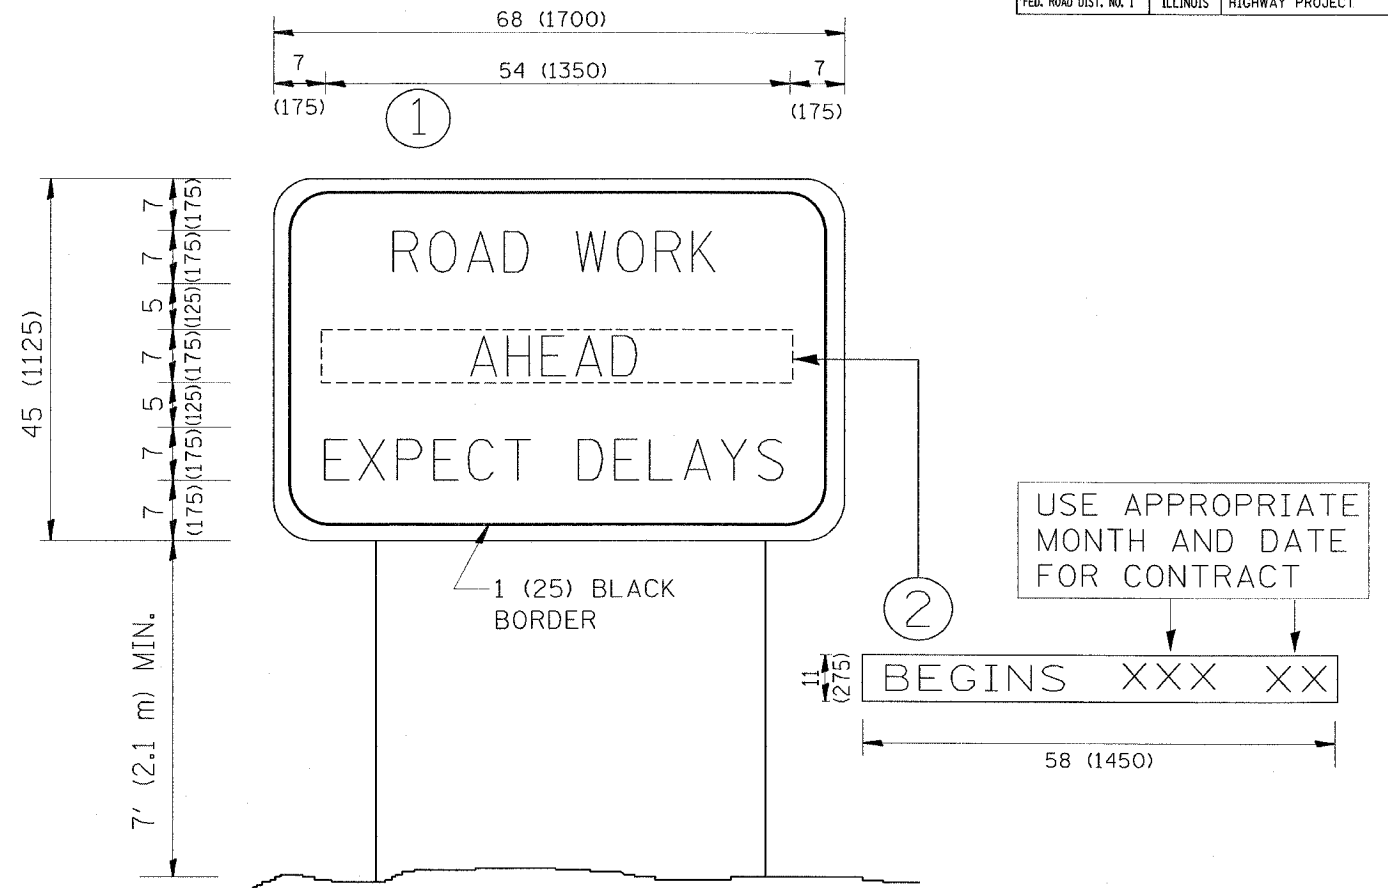 FED. ROAD DIST. NO. 1 ILLINOIS HIGHWAY PROJECT
68 (1700)
7 54 (1350) 7
(175) (175)
1
45 (1125)
7 (175)
7 (175)
5 (125)
7 (175)
5 (125)
7 (175)
7 (175)
ROAD WORK
AHEAD
EXPECT DELAYS
1 (25) BLACK
BORDER
7' (2.1 m) MIN.
2
USE APPROPRIATE
MONTH AND DATE
FOR CONTRACT
11
(275)
BEGINS XXX XX
58 (1450)